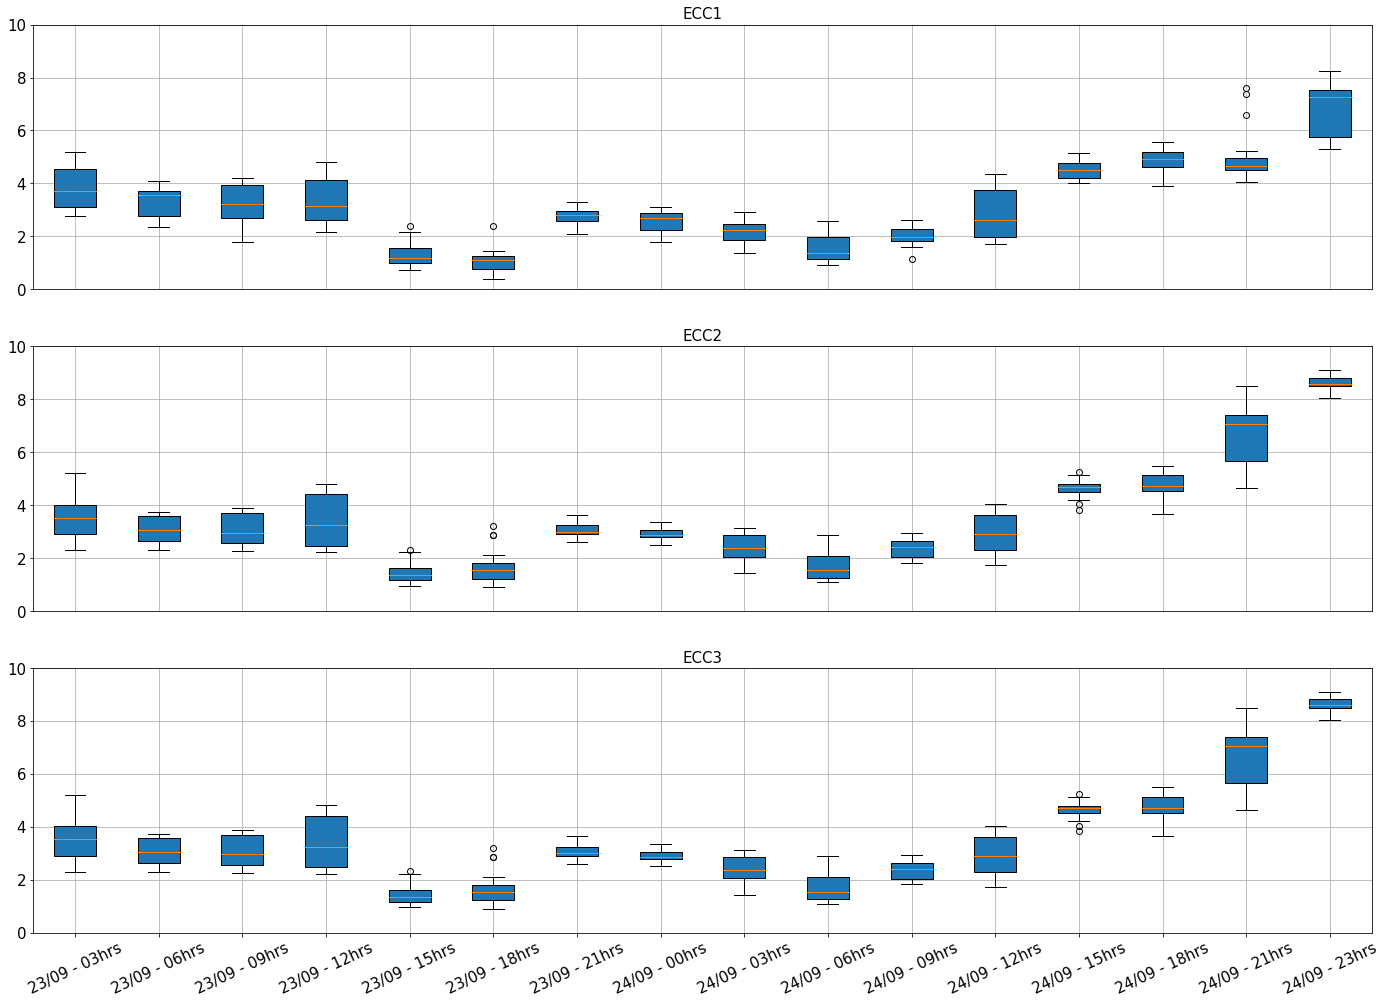 ECC1
10
8
6
4
2
0
ECC2
10
8
6
4
2
0
ECC3
10
8
6
4
2
0
23/09 - 03hrs
23/09 - 06hrs
23/09 - 09hrs
23/09 - 12hrs
23/09 - 15hrs
23/09 - 18hrs
23/09 - 21hrs
24/09 - 00hrs
24/09 - 03hrs
24/09 - 06hrs
24/09 - 09hrs
24/09 - 12hrs
24/09 - 15hrs
24/09 - 18hrs
24/09 - 21hrs
24/09 - 23hrs